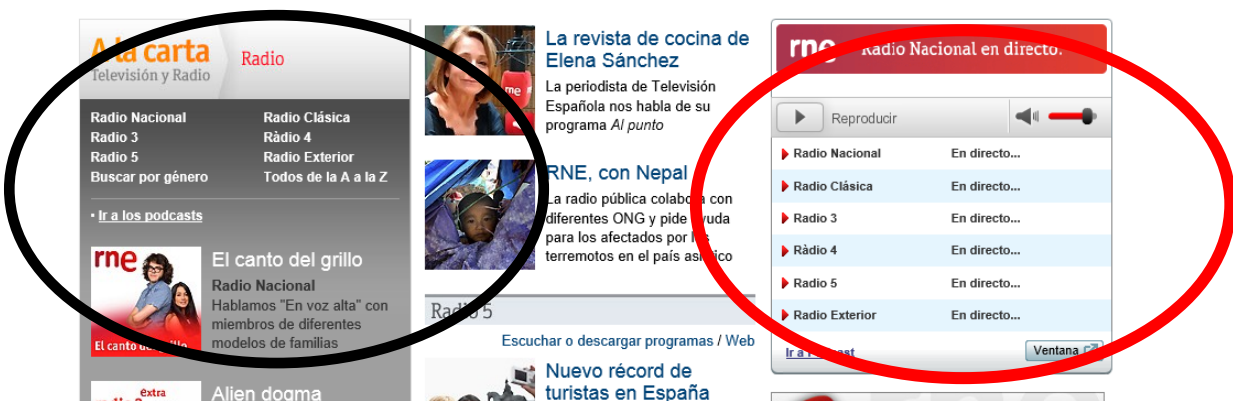 A la carta
Televisión y Radio
Radio
Radio Nacional
Radio Clásica
Radio 3
Ràdio 4
Radio 5
Radio Exterior
Buscar por género
Todos de la A a la Z
Ir a los podcasts
rne
El canto del grillo
El canto del grillo
Radio Nacional
Hablamos "En voz alta" con
miembros de diferentes
modelos de familias
extra
Alien dogma
La revista de cocina de
Elena Sánchez
La periodista de Televisión
Española nos habla de su
programa Al punto
RNE, con Nepal
La radio pública colabora con
diferentes ONG y pide ayuda
para los afectados por los
terremotos en el país asiático
Radio 5
Escuchar o descargar programas / Web
Nuevo récord de
turistas en España
rne Radio Nacional en directo.
Reproducir
Radio Nacional En directo...
Radio Clásica En directo...
Radio 3 En directo...
Ràdio 4 En directo...
Radio 5 En directo...
Radio Exterior En directo...
Ir a Podcast
Ventana